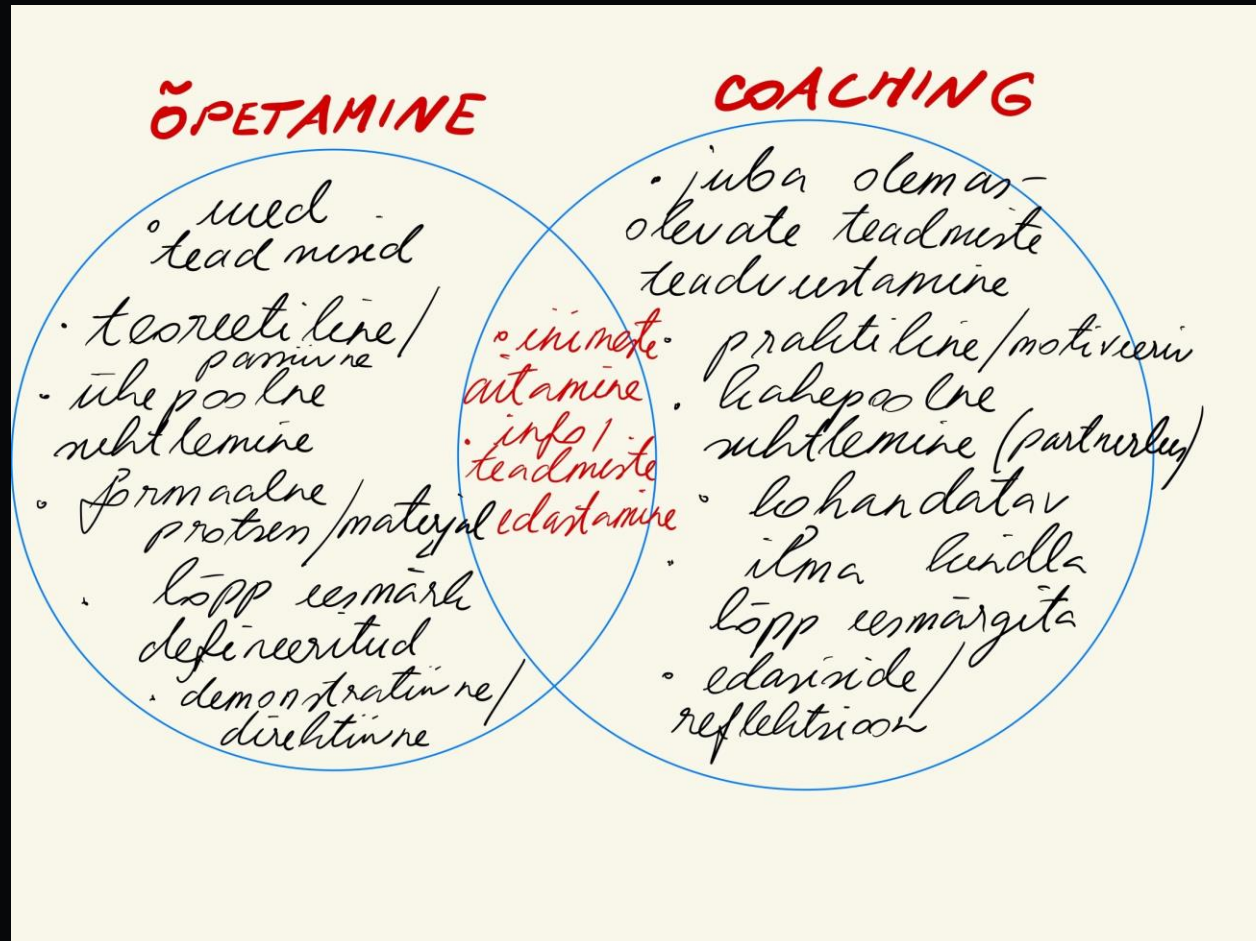 ÕPETAMINE
• uued
teadmised
• teoreetiline/
passiivne
• ühepoolne
suhtlemine
• formaalne
protsess/materjal
• lõpp eesmärk
defineeritud
• demonstratiivne/
direktiivne
• inimeste
aitamine
• info/
teadmiste
edastamine
COACHING
• juba olemas-
olevate teadmiste
teadvustamine
• praktiline/motiveeriv
• kahepoolne
suhtlemine (partnerlus)
• kohandatav
• ilma kindla
lõpp eesmärgita
• edasiside/
reflektsioon